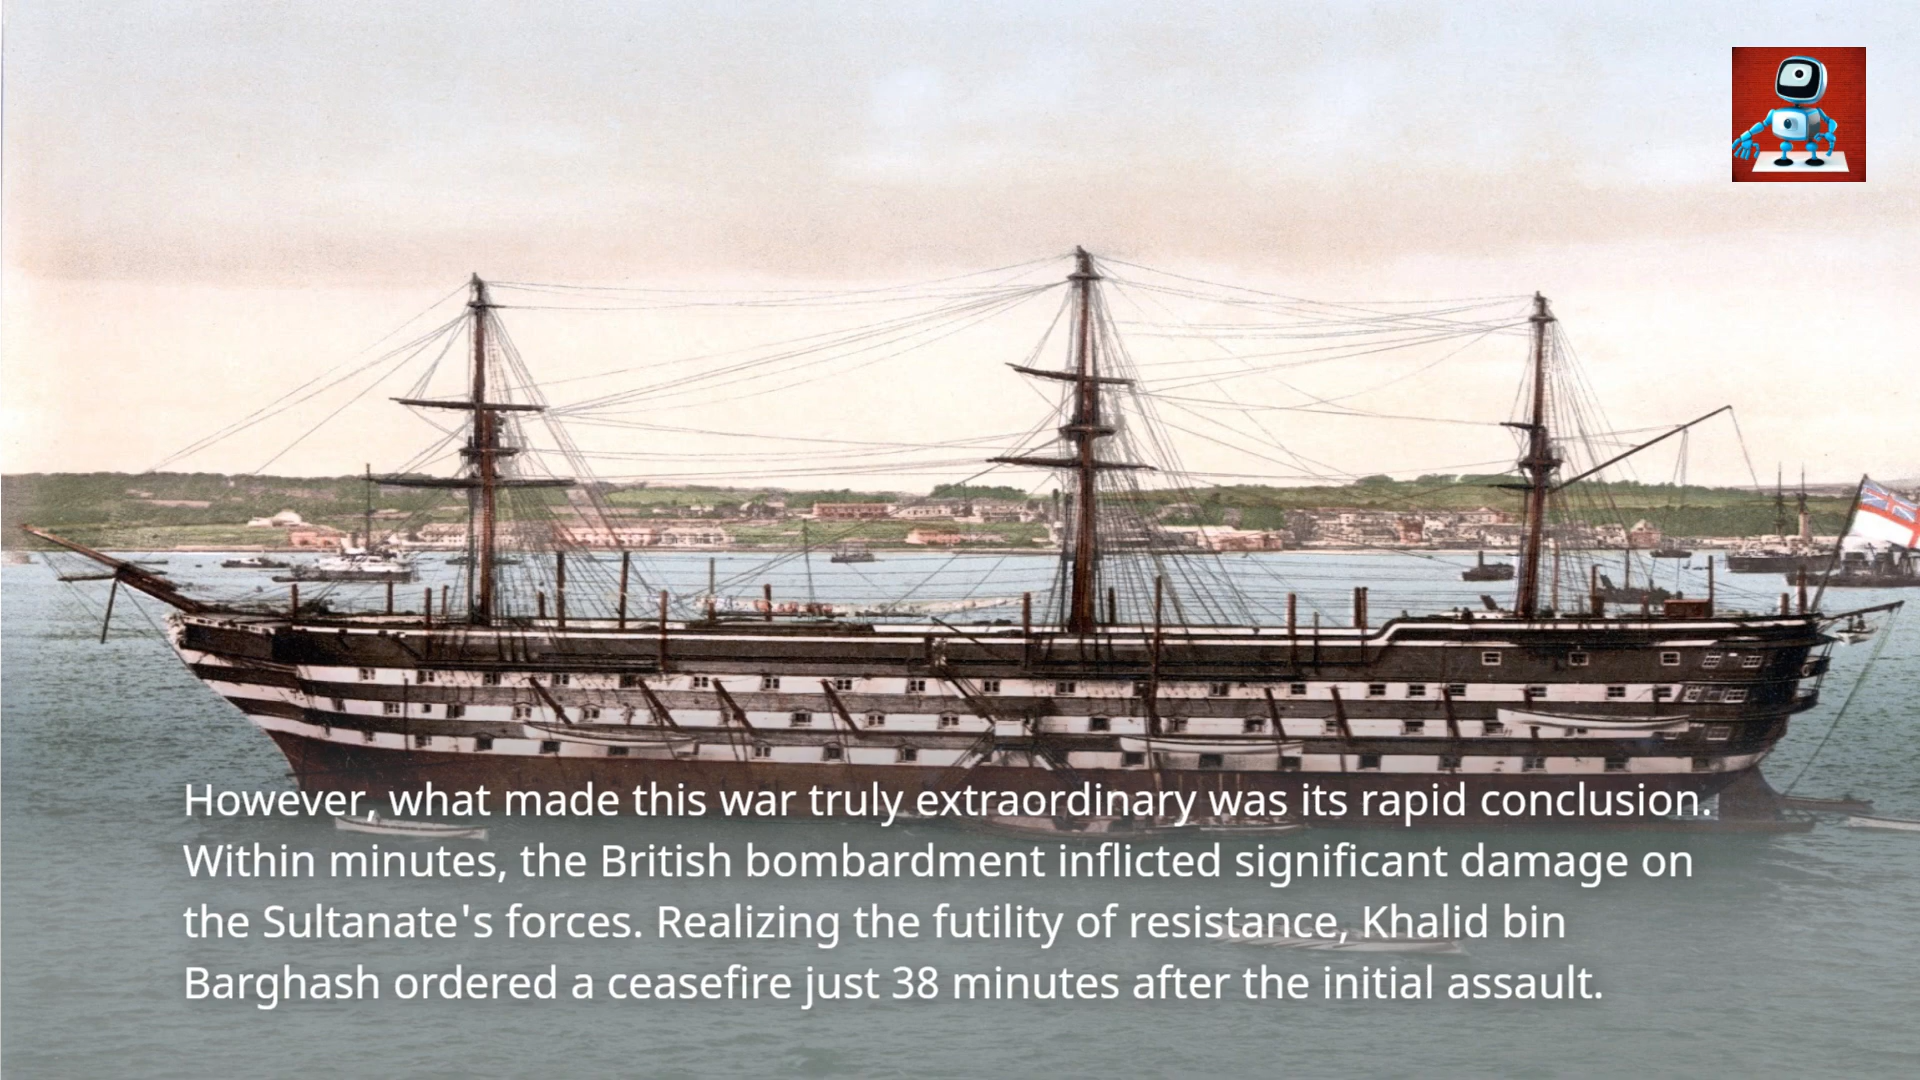 However, what made this war truly extraordinary was its rapid conclusion.
Within minutes, the British bombardment inflicted significant damage on
the Sultanate's forces. Realizing the futility of resistance, Khalid bin
Barghash ordered a ceasefire just 38 minutes after the initial assault.